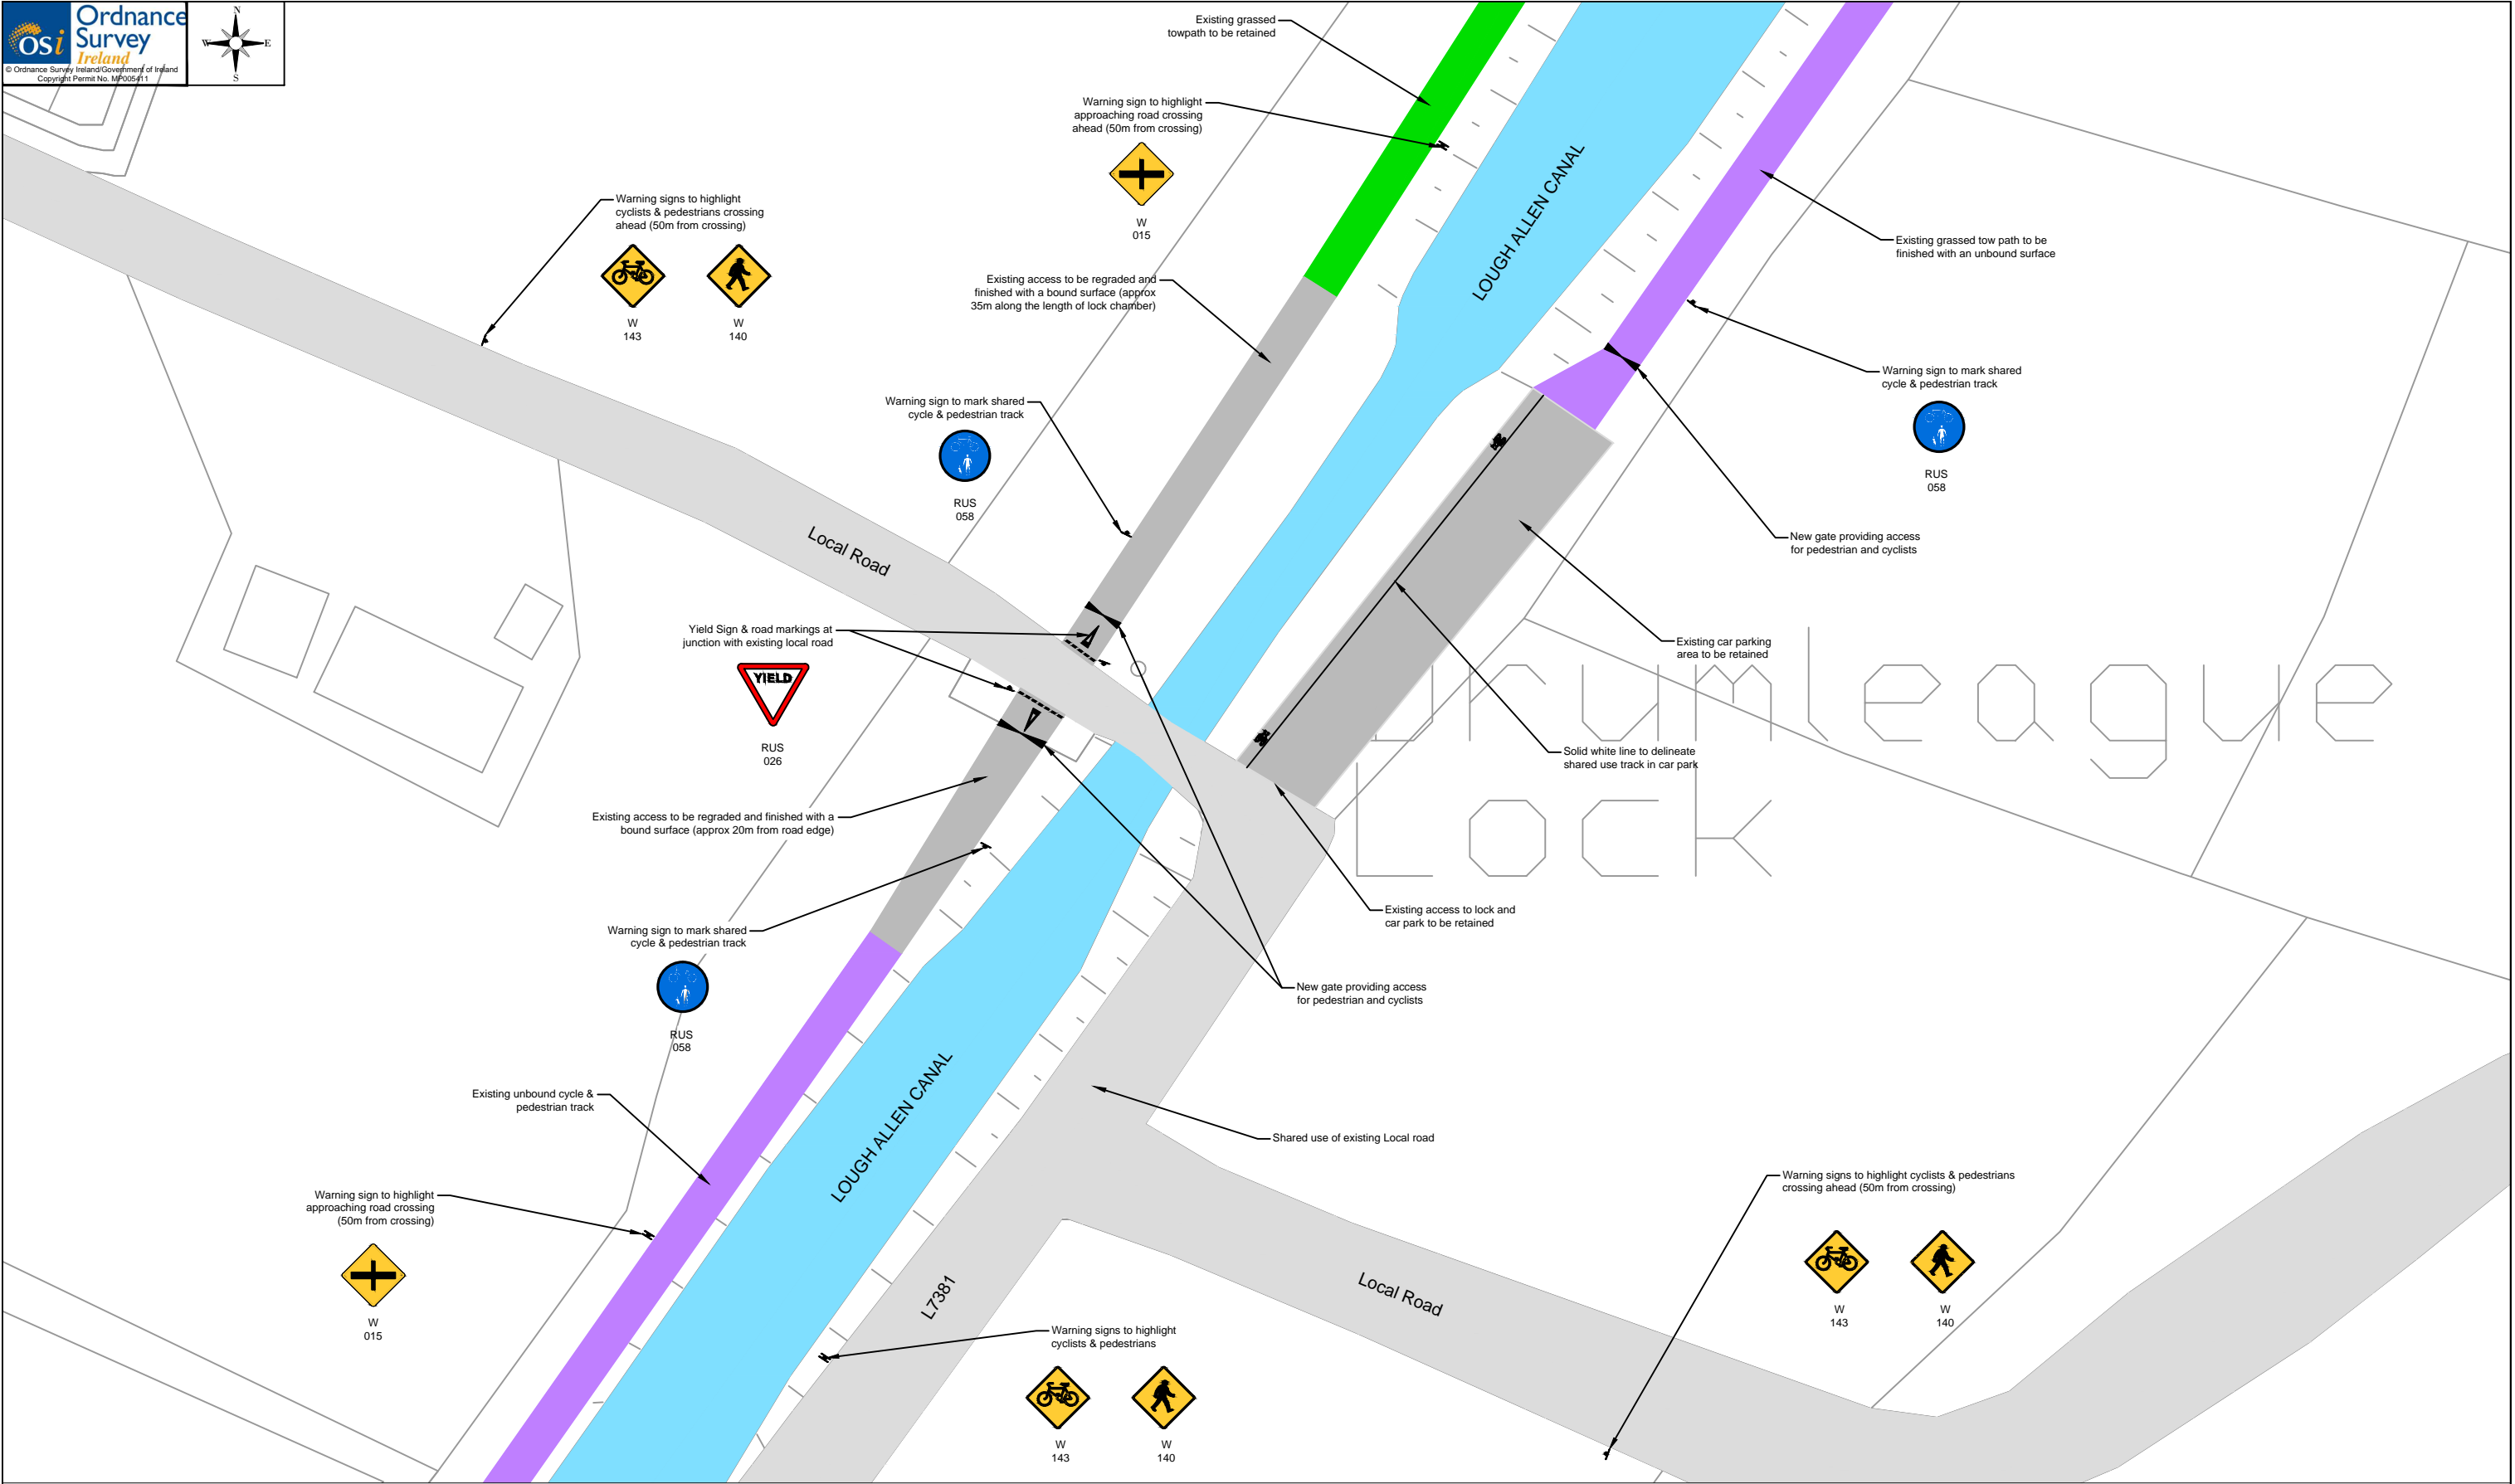 Ordnance
Survey
Ireland
osi
© Ordnance Survey Ireland/Government of Ireland
Copyright Permit No. MP005411
N
W
E
S
Existing grassed
towpath to be retained
Warning sign to highlight
approaching road crossing
ahead (50m from crossing)
W
015
Warning signs to highlight
cyclists & pedestrians crossing
ahead (50m from crossing)
W
143
W
140
Existing access to be regraded and
finished with a bound surface (approx
35m along the length of lock chamber)
LOUGH ALLEN CANAL
Existing grassed tow path to be
finished with an unbound surface
Warning sign to mark shared
cycle & pedestrian track
RUS
058
Warning sign to mark shared
cycle & pedestrian track
RUS
058
New gate providing access
for pedestrian and cyclists
Local Road
Yield Sign & road markings at
junction with existing local road
YIELD
RUS
026
Existing car parking
area to be retained
Drumleague
Lock
Solid white line to delineate
shared use track in car park
Existing access to be regraded and finished with a
bound surface (approx 20m from road edge)
Existing access to lock and
car park to be retained
Warning sign to mark shared
cycle & pedestrian track
RUS
058
New gate providing access
for pedestrian and cyclists
Existing unbound cycle &
pedestrian track
LOUGH ALLEN CANAL
Shared use of existing Local road
Warning sign to highlight
approaching road crossing
(50m from crossing)
W
015
Warning signs to highlight cyclists & pedestrians
crossing ahead (50m from crossing)
W
143
W
140
L7381
Local Road
Warning signs to highlight
cyclists & pedestrians
W
143
W
140